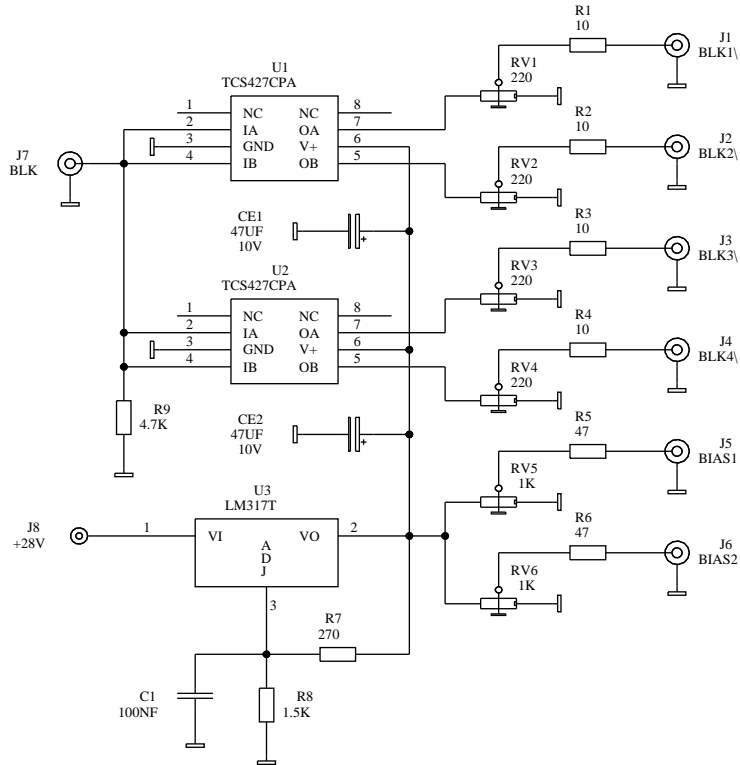 R1
10
J1
BLK1\
RV1
220
U1
TCS427CPA
1 NC NC 8
2 IA OA 7
3 GND V+ 6
4 IB OB 5
J7
BLK
R2
10
J2
BLK2\
RV2
220
CE1
47UF
10V
+
R3
10
J3
BLK3\
RV3
220
U2
TCS427CPA
1 NC NC 8
2 IA OA 7
3 GND V+ 6
4 IB OB 5
R4
10
J4
BLK4\
RV4
220
R9
4.7K
CE2
47UF
10V
+
R5
47
J5
BIAS1
RV5
1K
U3
LM317T
J8
+28V
1 VI ADJ VO 2
3
R6
47
J6
BIAS2
RV6
1K
R7
270
C1
100NF
R8
1.5K